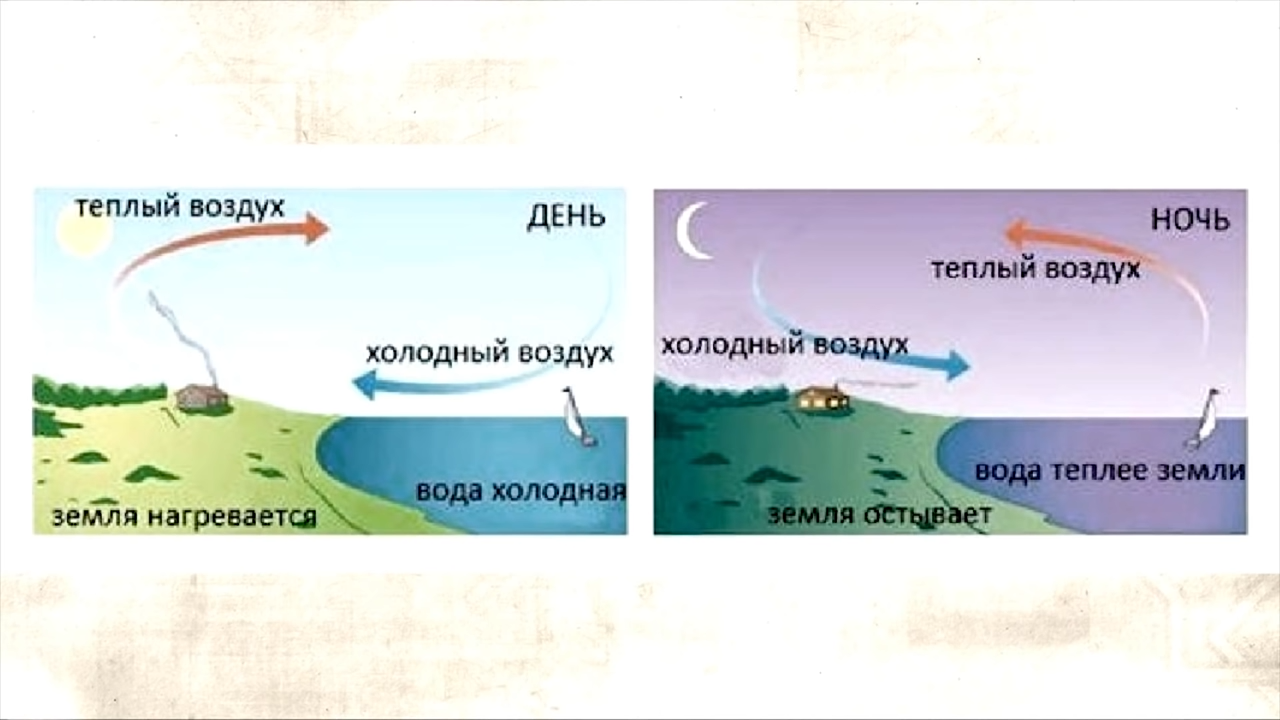 теплый воздух
ДЕНЬ
холодный воздух
вода холодная
земля нагревается
НОЧЬ
теплый воздух
холодный воздух
вода теплее земли
земля остывает